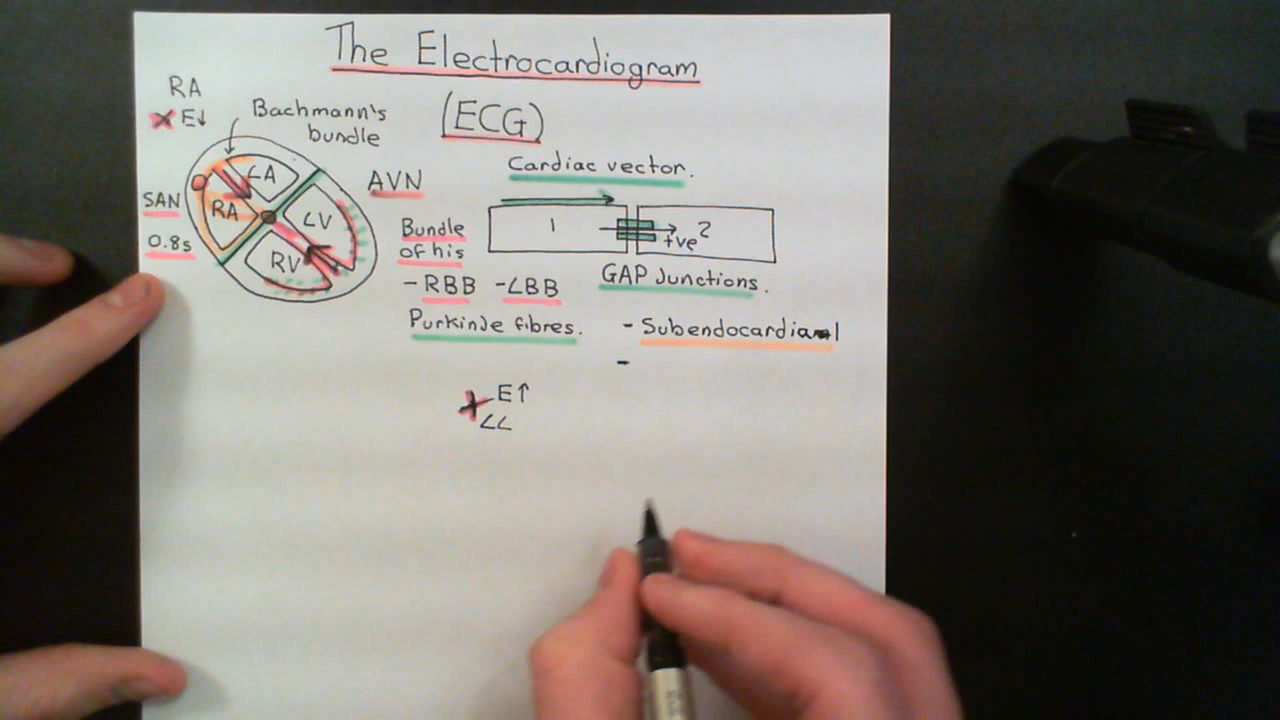 The Electrocardiogram
(ECG)
RA
E↓
Bachmann's
bundle
SAN
0.8s
LA
RA
LV
RV
AVN
Bundle
of his
- RBB - LBB
Purkinje fibres.
Cardiac vector.
1
+ve
2
GAP Junctions.
- Subendocardial
-
E↑
LL